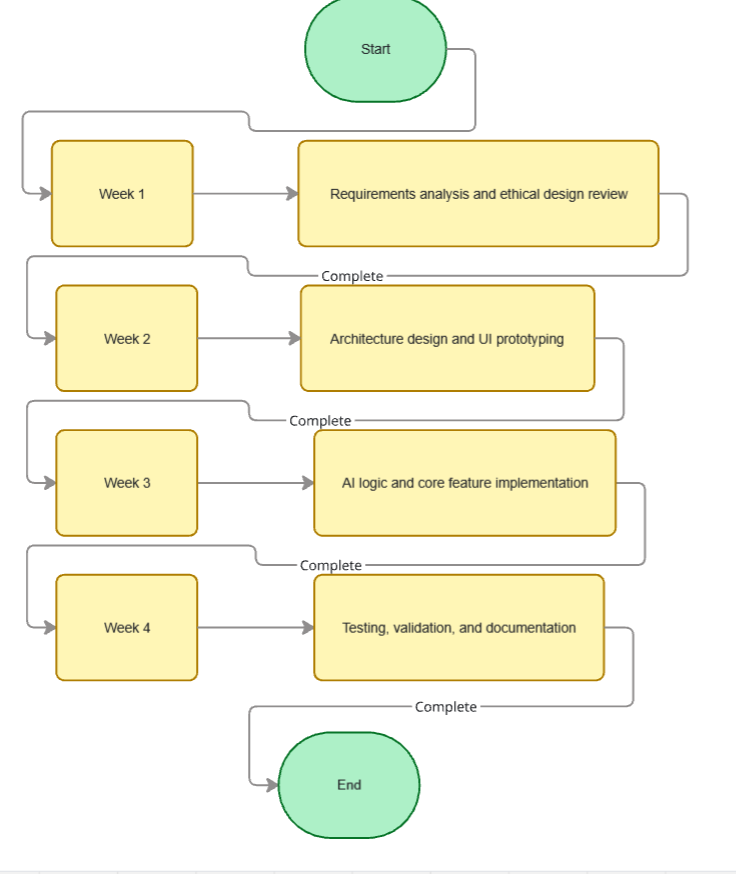 Start
Week 1
Requirements analysis and ethical design review
Complete
Week 2
Architecture design and UI prototyping
Complete
Week 3
AI logic and core feature implementation
Complete
Week 4
Testing, validation, and documentation
Complete
End